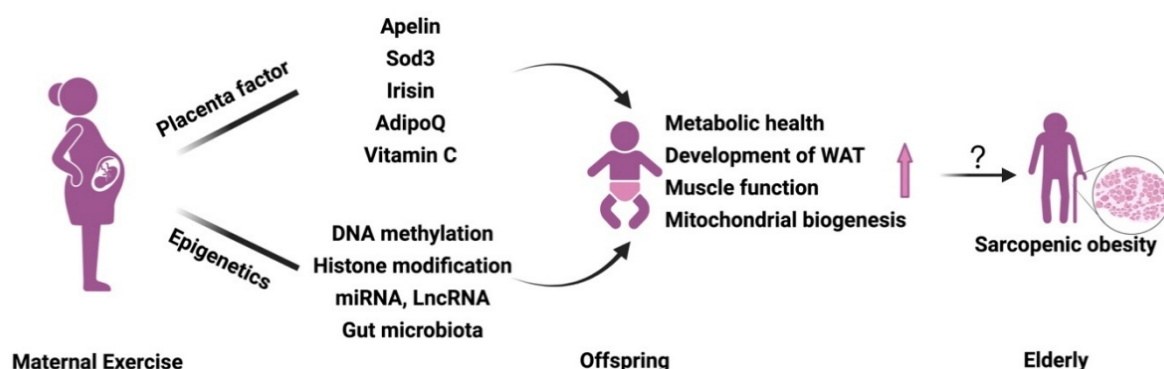 Placenta factor
Apelin
Sod3
Irisin
AdipoQ
Vitamin C
Epigenetics
DNA methylation
Histone modification
miRNA, LncRNA
Gut microbiota
Metabolic health
Development of WAT
Muscle function
Mitochondrial biogenesis
?
Sarcopenic obesity
Maternal Exercise
Offspring
Elderly